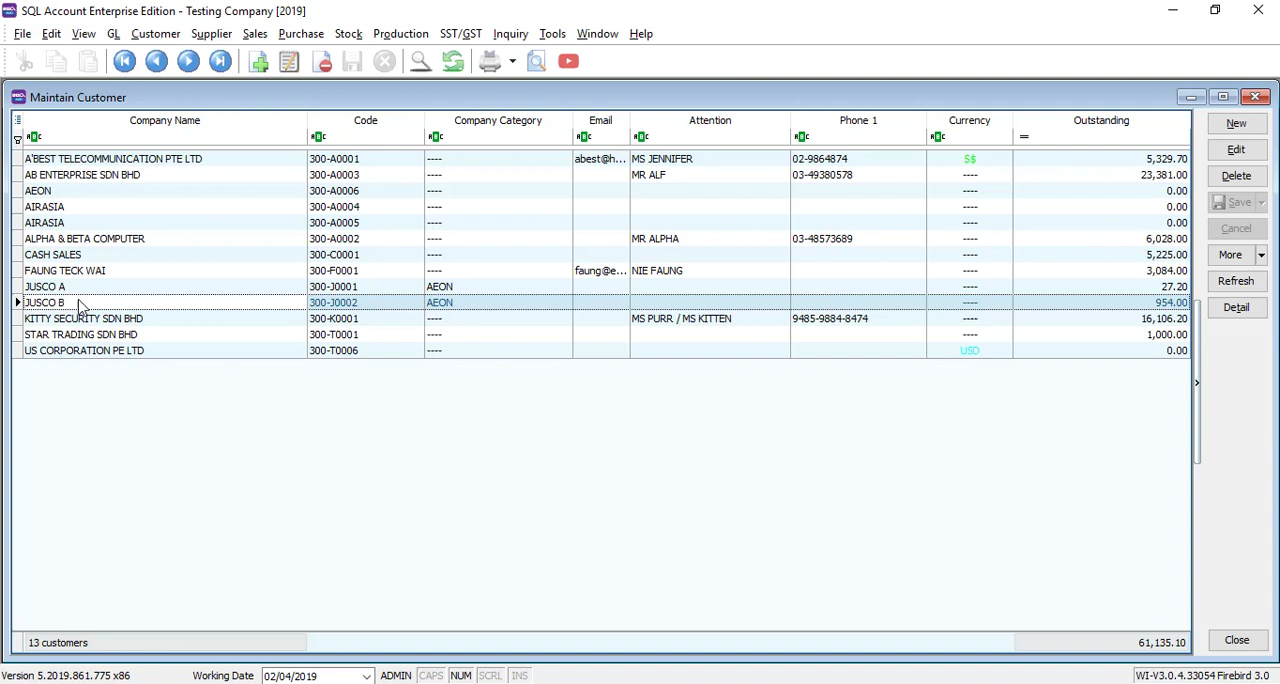 SQL Account Enterprise Edition - Testing Company [2019]
File Edit View GL Customer Supplier Sales Purchase Stock Production SST/GST Inquiry Tools Window Help
Maintain Customer
Company Name Code Company Category Email Attention Phone 1 Currency Outstanding
A'BEST TELECOMMUNICATION PTE LTD 300-A0001 ---- abest@h... MS JENNIFER 02-9864874 S$ 5,329.70
AB ENTERPRISE SDN BHD 300-A0003 ---- MR ALF 03-49380578 ---- 23,381.00
AEON 300-A0006 ---- ---- 0.00
AIRASIA 300-A0004 ---- ---- 0.00
AIRASIA 300-A0005 ---- ---- 0.00
ALPHA & BETA COMPUTER 300-A0002 ---- MR ALPHA 03-48573689 ---- 6,028.00
CASH SALES 300-C0001 ---- ---- 5,225.00
FAUNG TECK WAI 300-F0001 ---- faung@e... NIE FAUNG ---- 3,084.00
JUSCO A 300-J0001 AEON ---- 27.20
JUSCO B 300-J0002 AEON ---- 954.00
KITTY SECURITY SDN BHD 300-K0001 ---- MS PURR / MS KITTEN 9485-9884-8474 ---- 16,106.20
STAR TRADING SDN BHD 300-T0001 ---- ---- 1,000.00
US CORPORATION PE LTD 300-T0006 ---- USD 0.00
13 customers 61,135.10
New
Edit
Delete
Save
Cancel
More
Refresh
Detail
Close
Version 5.2019.861.775 x86 Working Date 02/04/2019 ADMIN CAPS NUM SCRL INS WI-V3.0.4.33054 Firebird 3.0